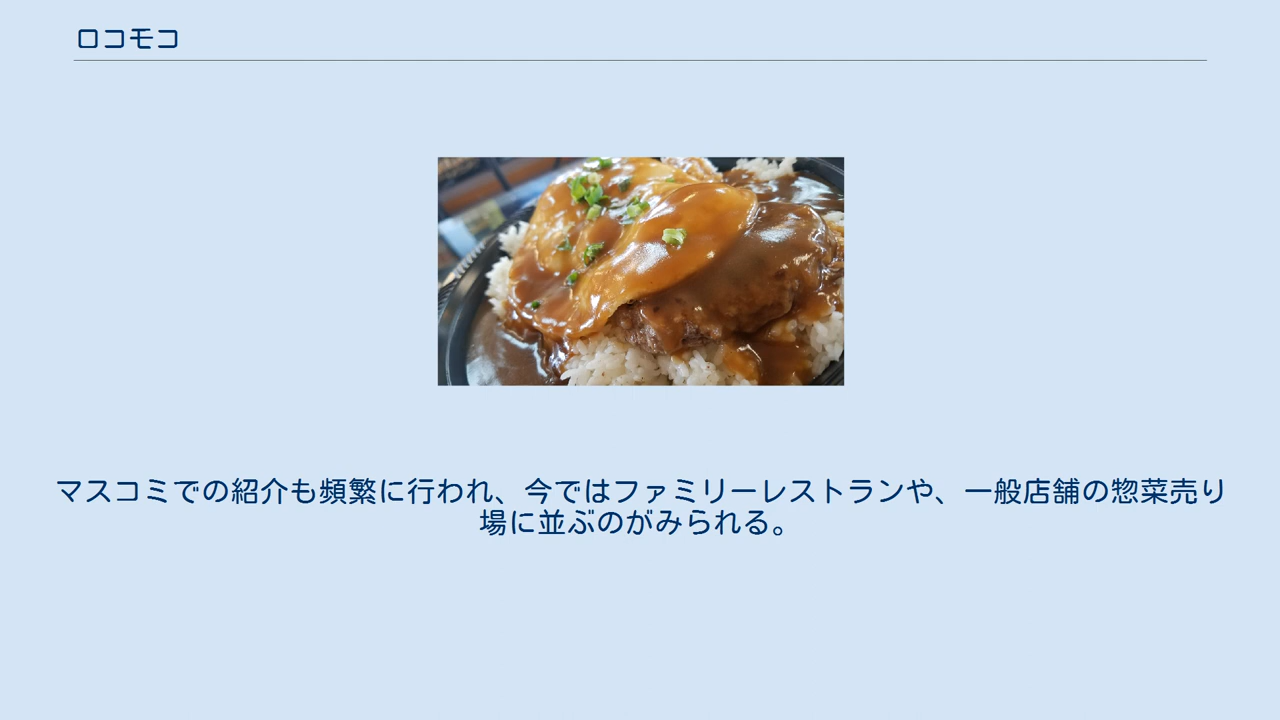 ロコモコ
マスコミでの紹介も頻繁に行われ、今ではファミリーレストランや、一般店舗の惣菜売り
場に並ぶのがみられる。